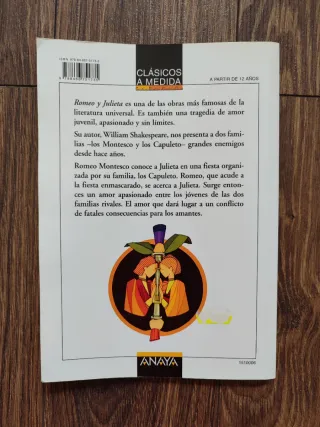 CLÁSICOS
A MEDIDA
A PARTIR DE 12 AÑOS
Romeo y Julieta es una de las obras más famosas de la
literatura universal. Es también una tragedia de amor
juvenil, apasionado y sin límites.
Su autor, William Shakespeare, nos presenta a dos fami-
lias –los Montesco y los Capuleto– grandes enemigos
desde hace años.
Romeo Montesco conoce a Julieta en una fiesta organi-
zada por su familia, los Capuleto. Romeo, que acude a
la fiesta enmascarado, se acerca a Julieta. Surge enton-
ces un amor apasionado entre los jóvenes de las dos
familias rivales. El amor que dará lugar a un conflicto
de fatales consecuencias para los amantes.
ANAYA